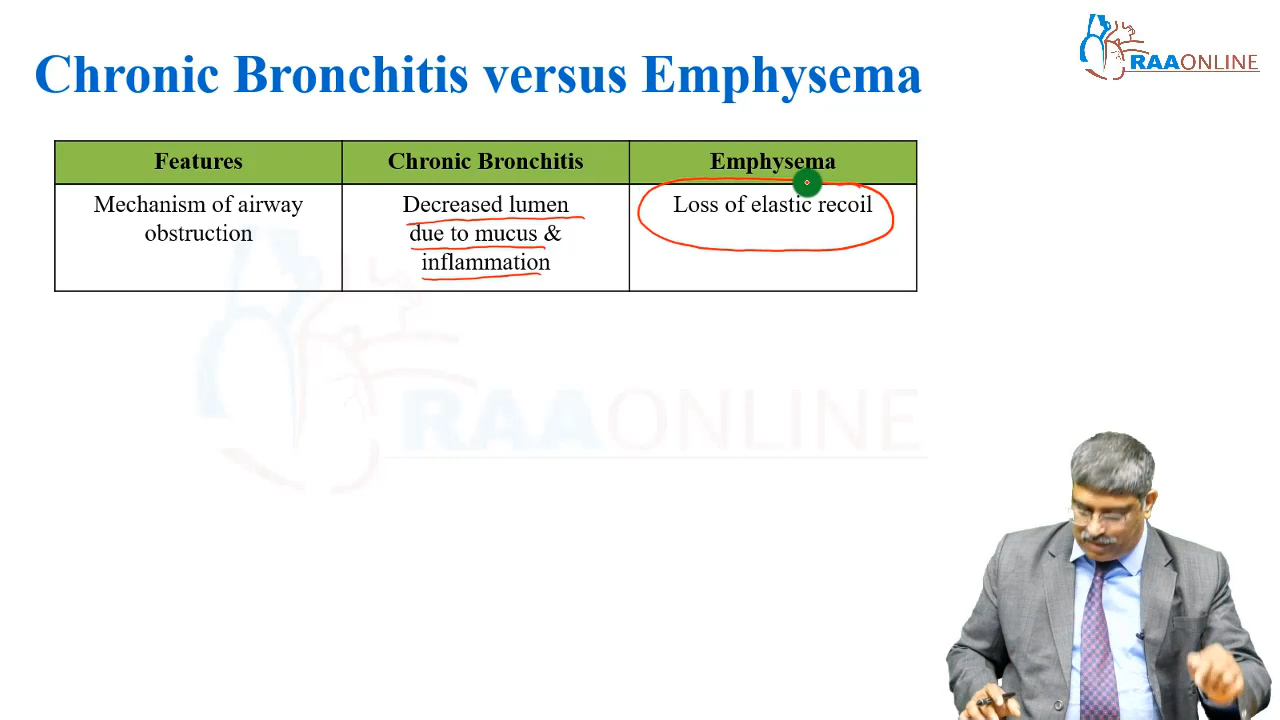 Chronic Bronchitis versus Emphysema
RAAONLINE
Features
Chronic Bronchitis
Emphysema
Mechanism of airway
obstruction
Decreased lumen
due to mucus &
inflammation
Loss of elastic recoil
RAAONLINE